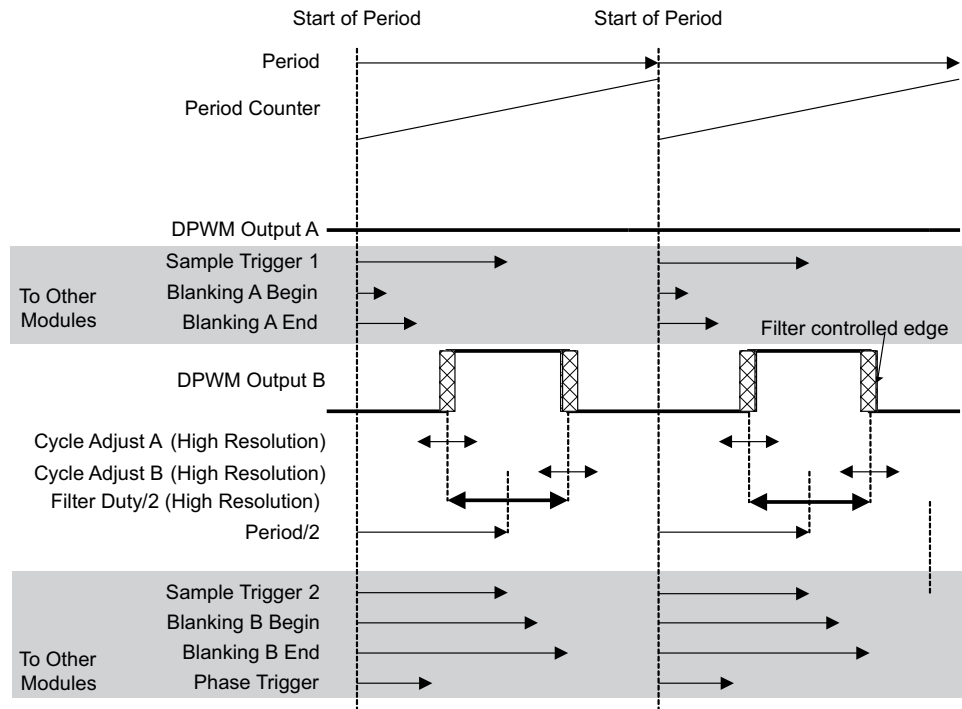 Start of Period
Start of Period
Period
Period Counter
DPWM Output A
Sample Trigger 1
To Other
Modules
Blanking A Begin
Blanking A End
Filter controlled edge
DPWM Output B
Cycle Adjust A (High Resolution)
Cycle Adjust B (High Resolution)
Filter Duty/2 (High Resolution)
Period/2
Sample Trigger 2
Blanking B Begin
Blanking B End
To Other
Modules
Phase Trigger